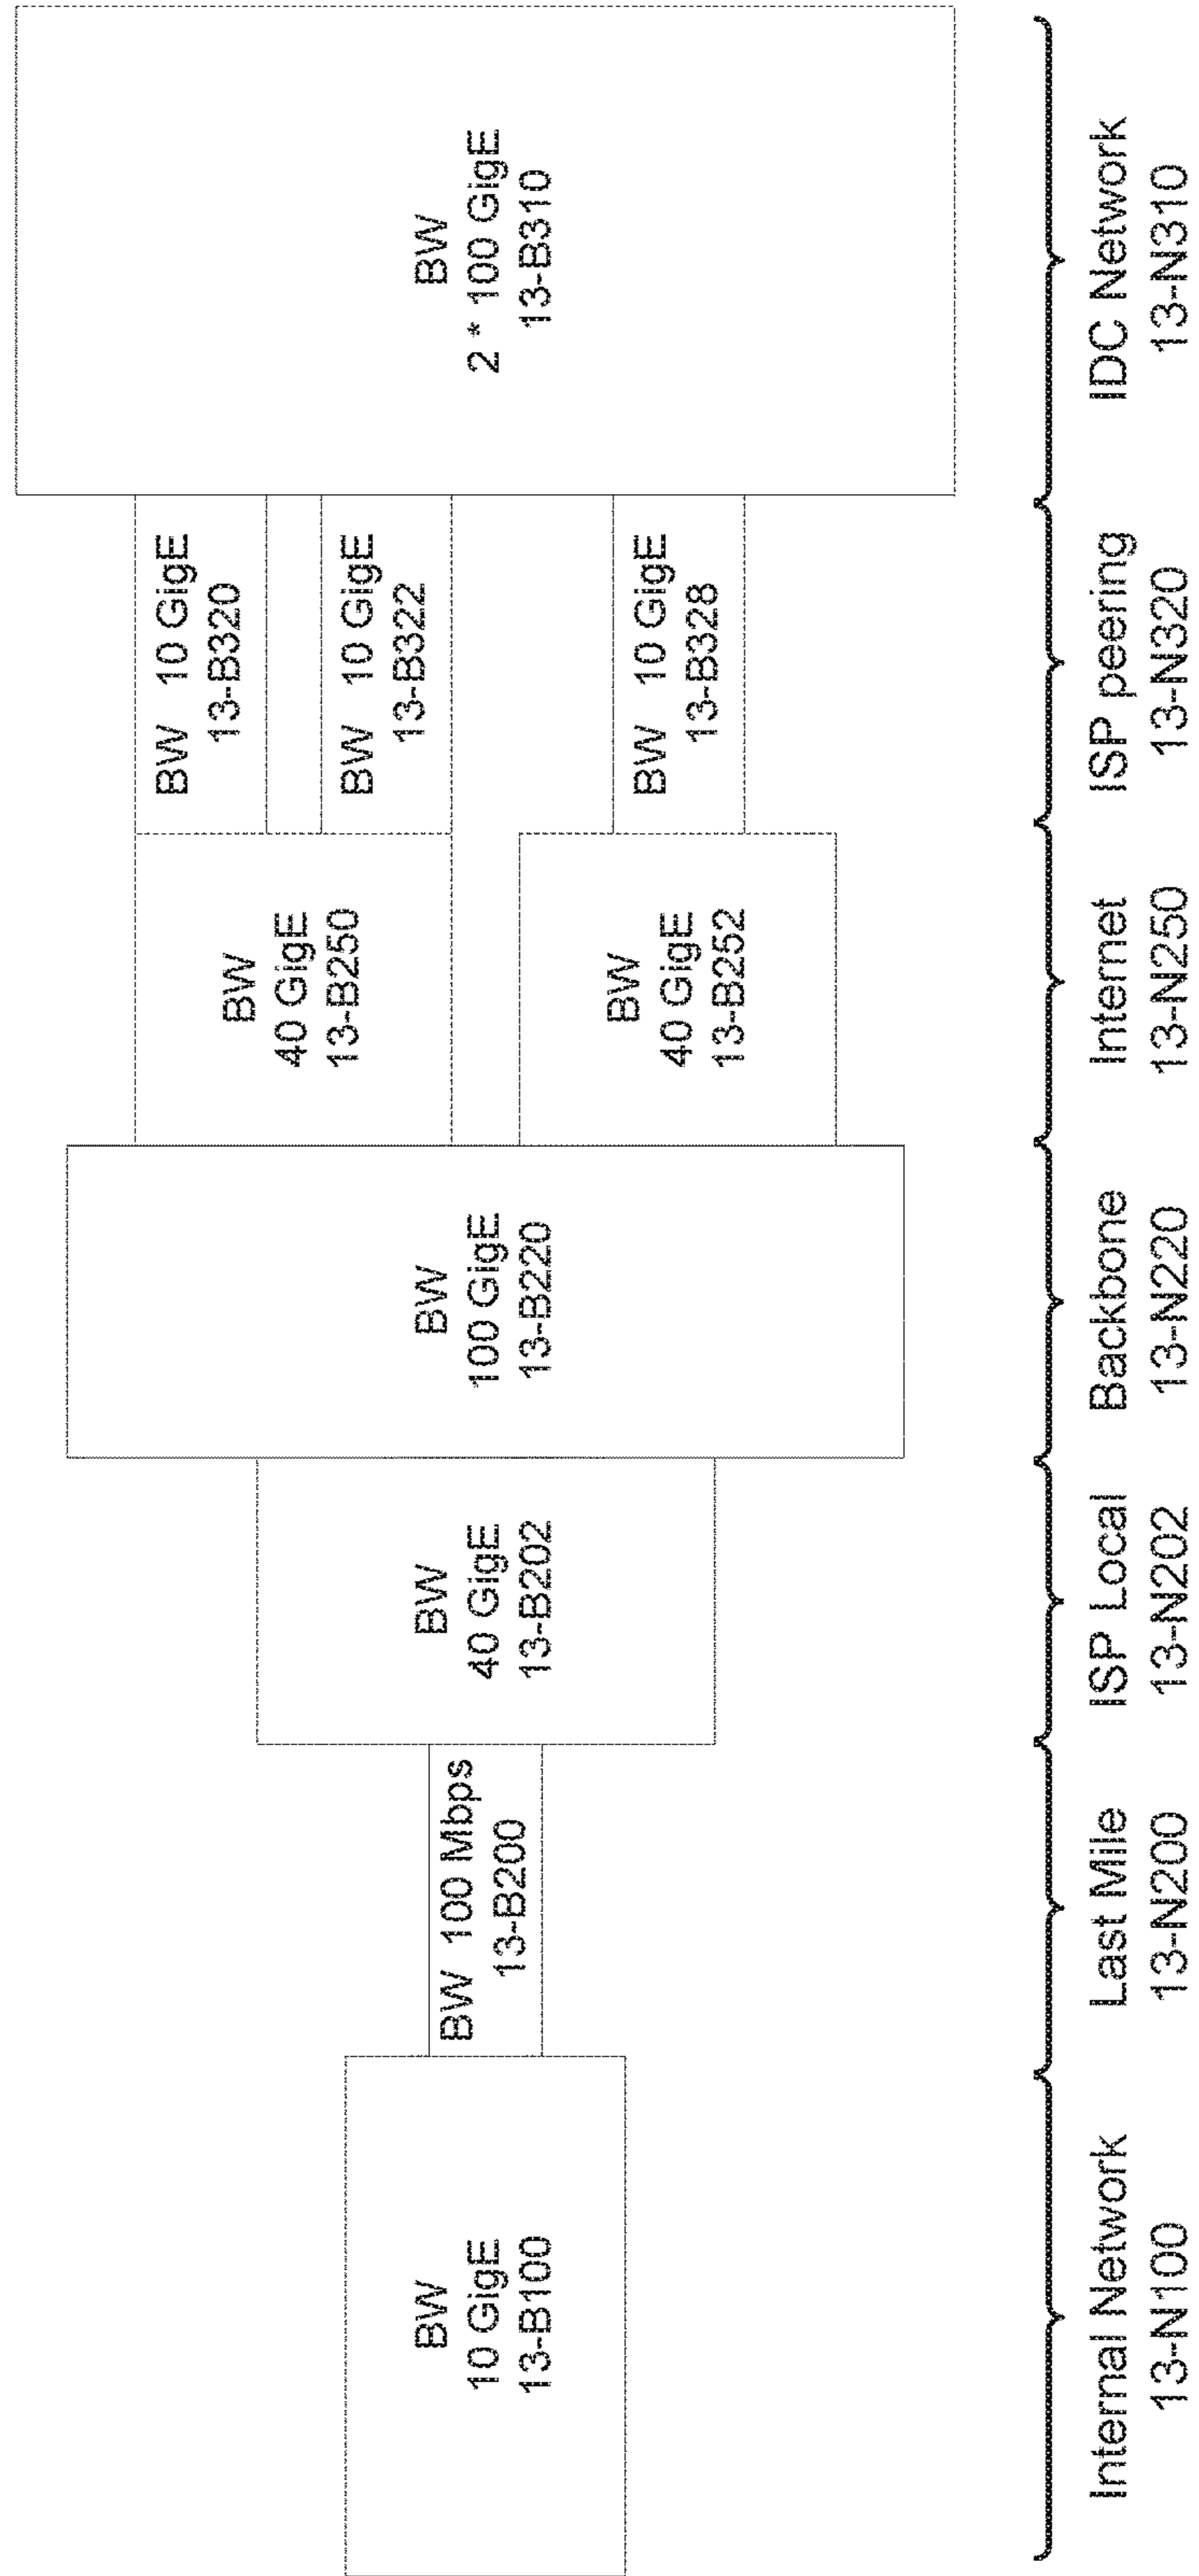 BW
10 GigE
13-B100
BW 100 Mbps
13-B200
BW
40 GigE
13-B202
BW
100 GigE
13-B220
BW
40 GigE
13-B250
BW
40 GigE
13-B252
BW 10 GigE
13-B320
BW 10 GigE
13-B322
BW 10 GigE
13-B328
BW
2 * 100 GigE
13-B310
Internal Network
13-N100
Last Mile
13-N200
ISP Local
13-N202
Backbone
13-N220
Internet
13-N250
ISP peering
13-N320
IDC Network
13-N310